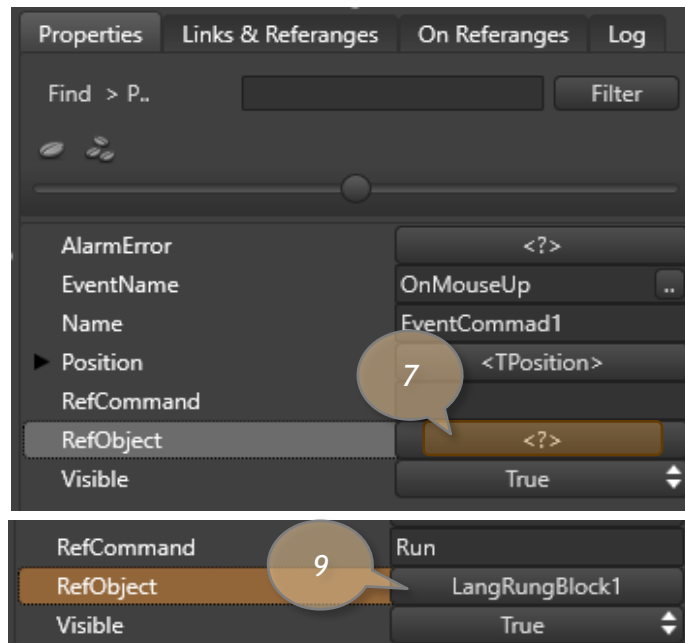 Properties Links & Referanges On Referanges Log
Find > P.. Filter
AlarmError <?>
EventName OnMouseUp ..
Name EventCommad1
Position <TPosition>
7
RefCommand
RefObject <?>
Visible True
RefCommand Run
9
RefObject LangRungBlock1
Visible True